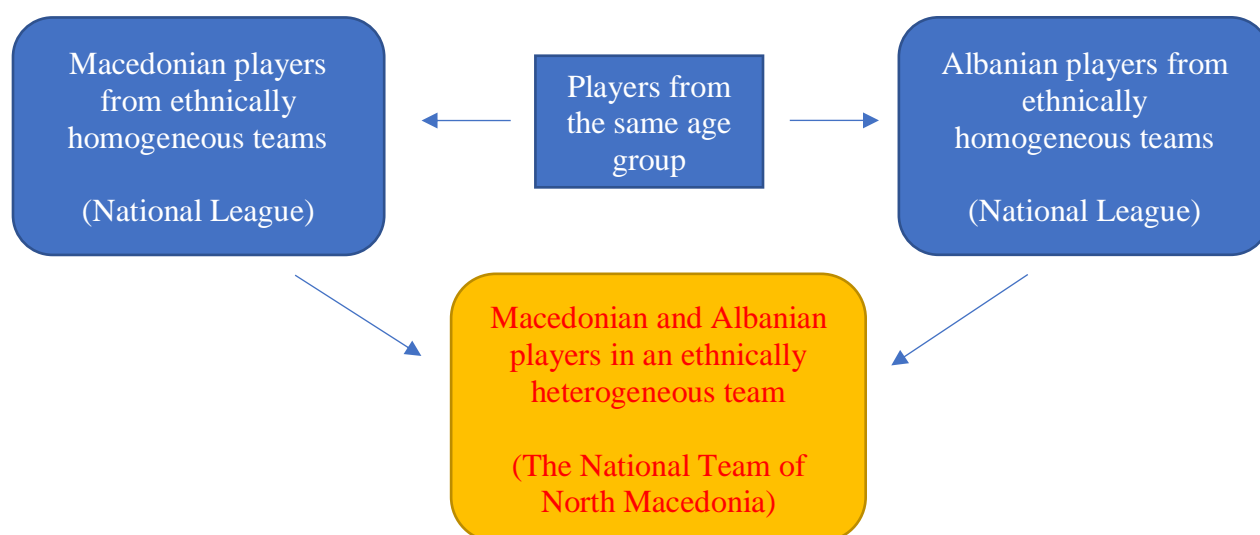 Macedonian players
from ethnically
homogeneous teams
(National League)
Players from
the same age
group
Albanian players from
ethnically
homogeneous teams
(National League)
Macedonian and Albanian
players in an ethnically
heterogeneous team
(The National Team of
North Macedonia)